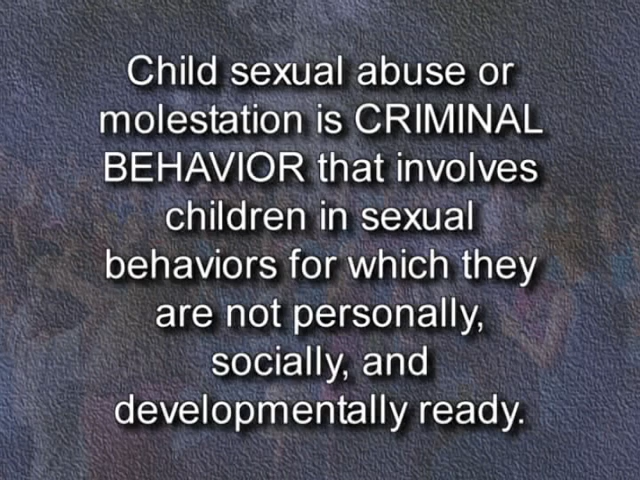 Child sexual abuse or
molestation is CRIMINAL
BEHAVIOR that involves
children in sexual
behaviors for which they
are not personally,
socially, and
developmentally ready.